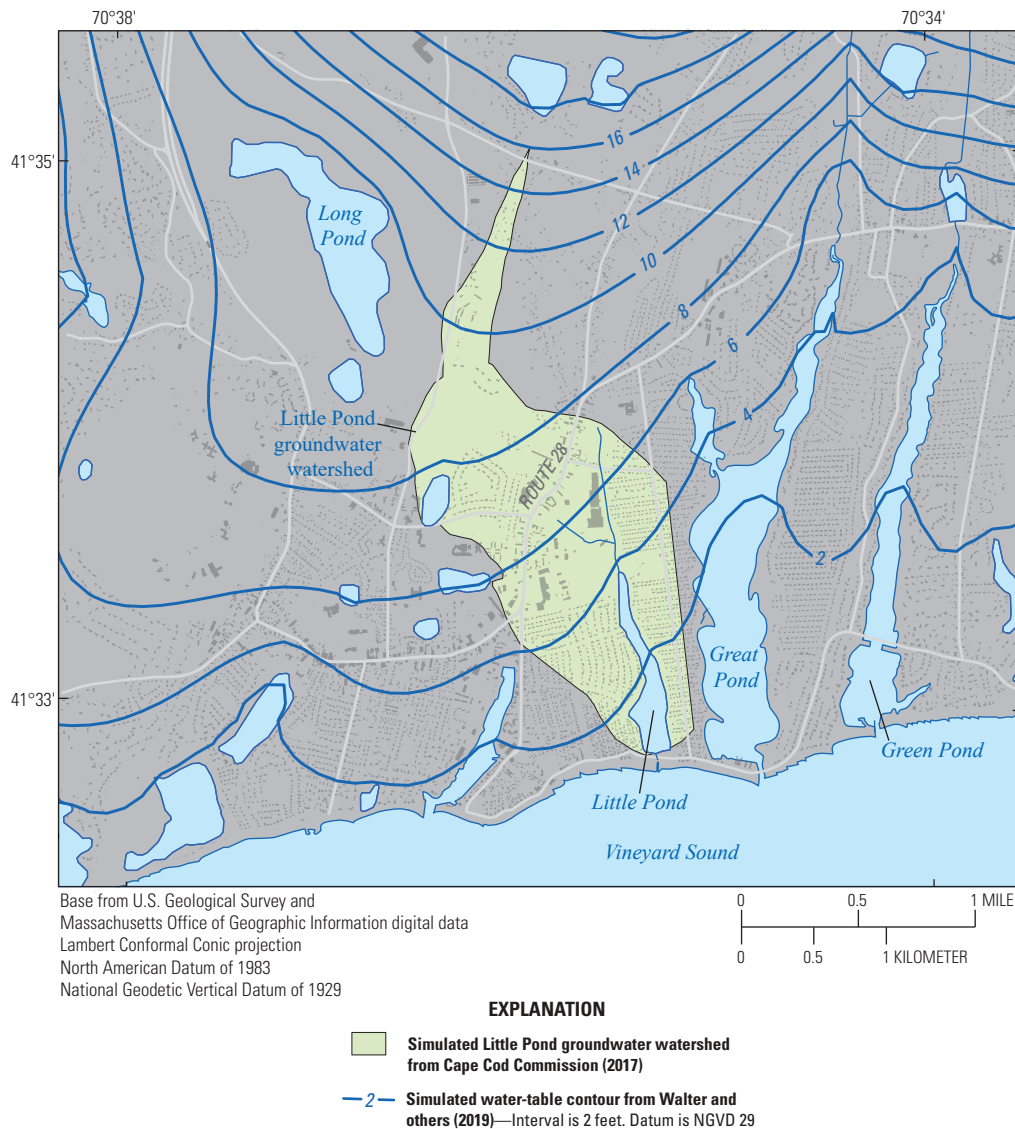 70°38'
70°34'
41°35'
16
14
Long
Pond
12
10
8
6
4
Little Pond
groundwater
watershed
ROUTE 28
2
41°33'
Great
Pond
Green Pond
Little Pond
Vineyard Sound
Base from U.S. Geological Survey and
Massachusetts Office of Geographic Information digital data
Lambert Conformal Conic projection
North American Datum of 1983
National Geodetic Vertical Datum of 1929
0 0.5 1 MILE
0 0.5 1 KILOMETER
EXPLANATION
Simulated Little Pond groundwater watershed
from Cape Cod Commission (2017)
2 Simulated water-table contour from Walter and
others (2019)—Interval is 2 feet. Datum is NGVD 29